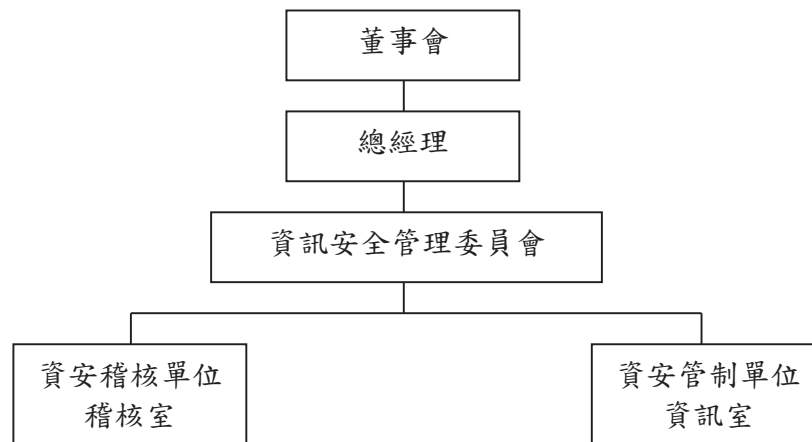 董事會
總經理
資訊安全管理委員會
資安稽核單位
稽核室
資安管制單位
資訊室